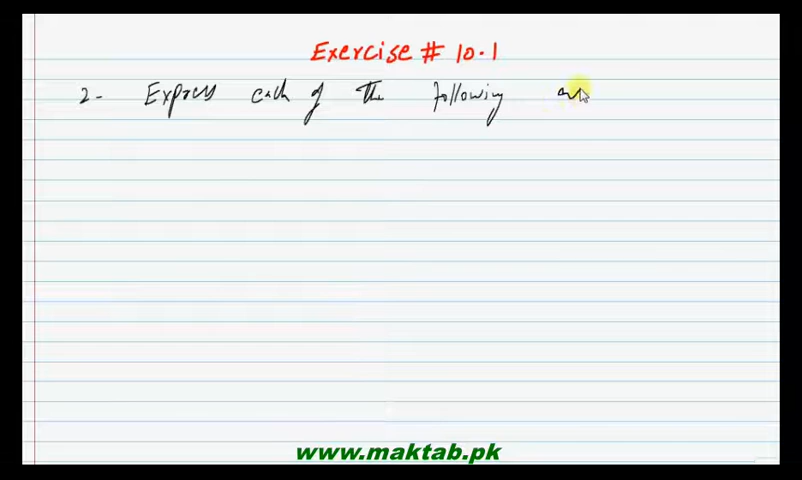 Exercise # 10.1
2- Express each of the following
www.maktab.pk